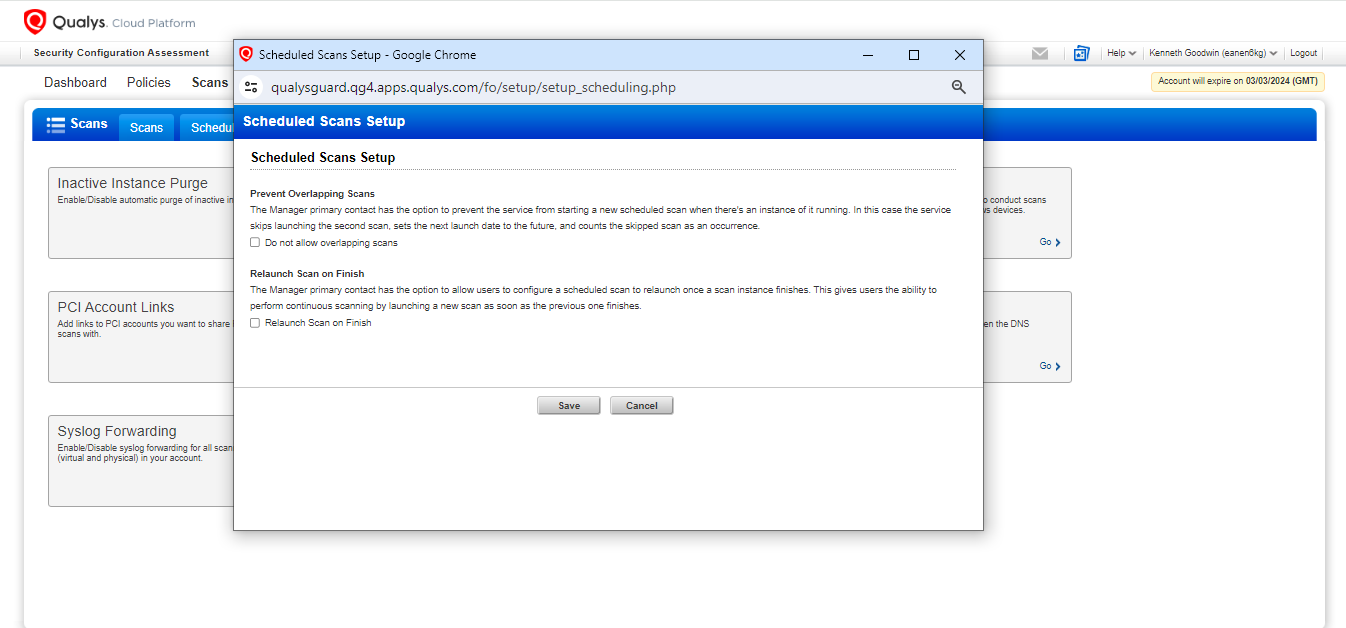 Qualys. Cloud Platform
Security Configuration Assessment
Help
Kenneth Goodwin (eanen6kg)
Logout
Dashboard
Policies
Scans
Account will expire on 03/03/2024 (GMT)
Scans
Scans
Schedu
Inactive Instance Purge
Enable/Disable automatic purge of inactive in
PCI Account Links
Add links to PCI accounts you want to share
scans with.
Syslog Forwarding
Enable/Disable syslog forwarding for all scan
(virtual and physical) in your account.
Scheduled Scans Setup - Google Chrome
qualysguard.qg4.apps.qualys.com/fo/setup/setup_scheduling.php
Scheduled Scans Setup
Scheduled Scans Setup
Prevent Overlapping Scans
The Manager primary contact has the option to prevent the service from starting a new scheduled scan when there's an instance of it running. In this case the service
skips launching the second scan, sets the next launch date to the future, and counts the skipped scan as an occurrence.
Do not allow overlapping scans
Relaunch Scan on Finish
The Manager primary contact has the option to allow users to configure a scheduled scan to relaunch once a scan instance finishes. This gives users the ability to
perform continuous scanning by launching a new scan as soon as the previous one finishes.
Relaunch Scan on Finish
Save
Cancel
o conduct scans
s devices.
Go
en the DNS
Go